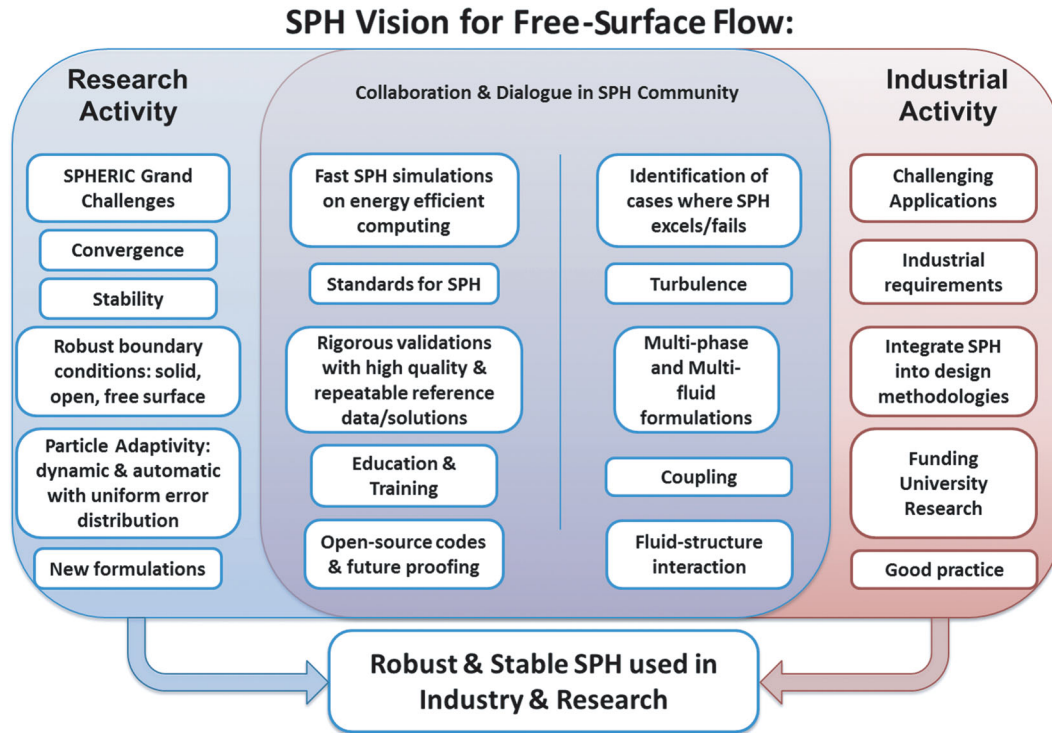 SPH Vision for Free-Surface Flow:
Research
Activity
SPHERIC Grand
Challenges
Convergence
Stability
Robust boundary
conditions: solid,
open, free surface
Particle Adaptivity:
dynamic & automatic
with uniform error
distribution
New formulations
Collaboration & Dialogue in SPH Community
Fast SPH simulations
on energy efficient
computing
Standards for SPH
Rigorous validations
with high quality &
repeatable reference
data/solutions
Education &
Training
Open-source codes
& future proofing
Identification of
cases where SPH
excels/fails
Turbulence
Multi-phase
and Multi-
fluid
formulations
Coupling
Fluid-structure
interaction
Industrial
Activity
Challenging
Applications
Industrial
requirements
Integrate SPH
into design
methodologies
Funding
University
Research
Good practice
Robust & Stable SPH used in
Industry & Research